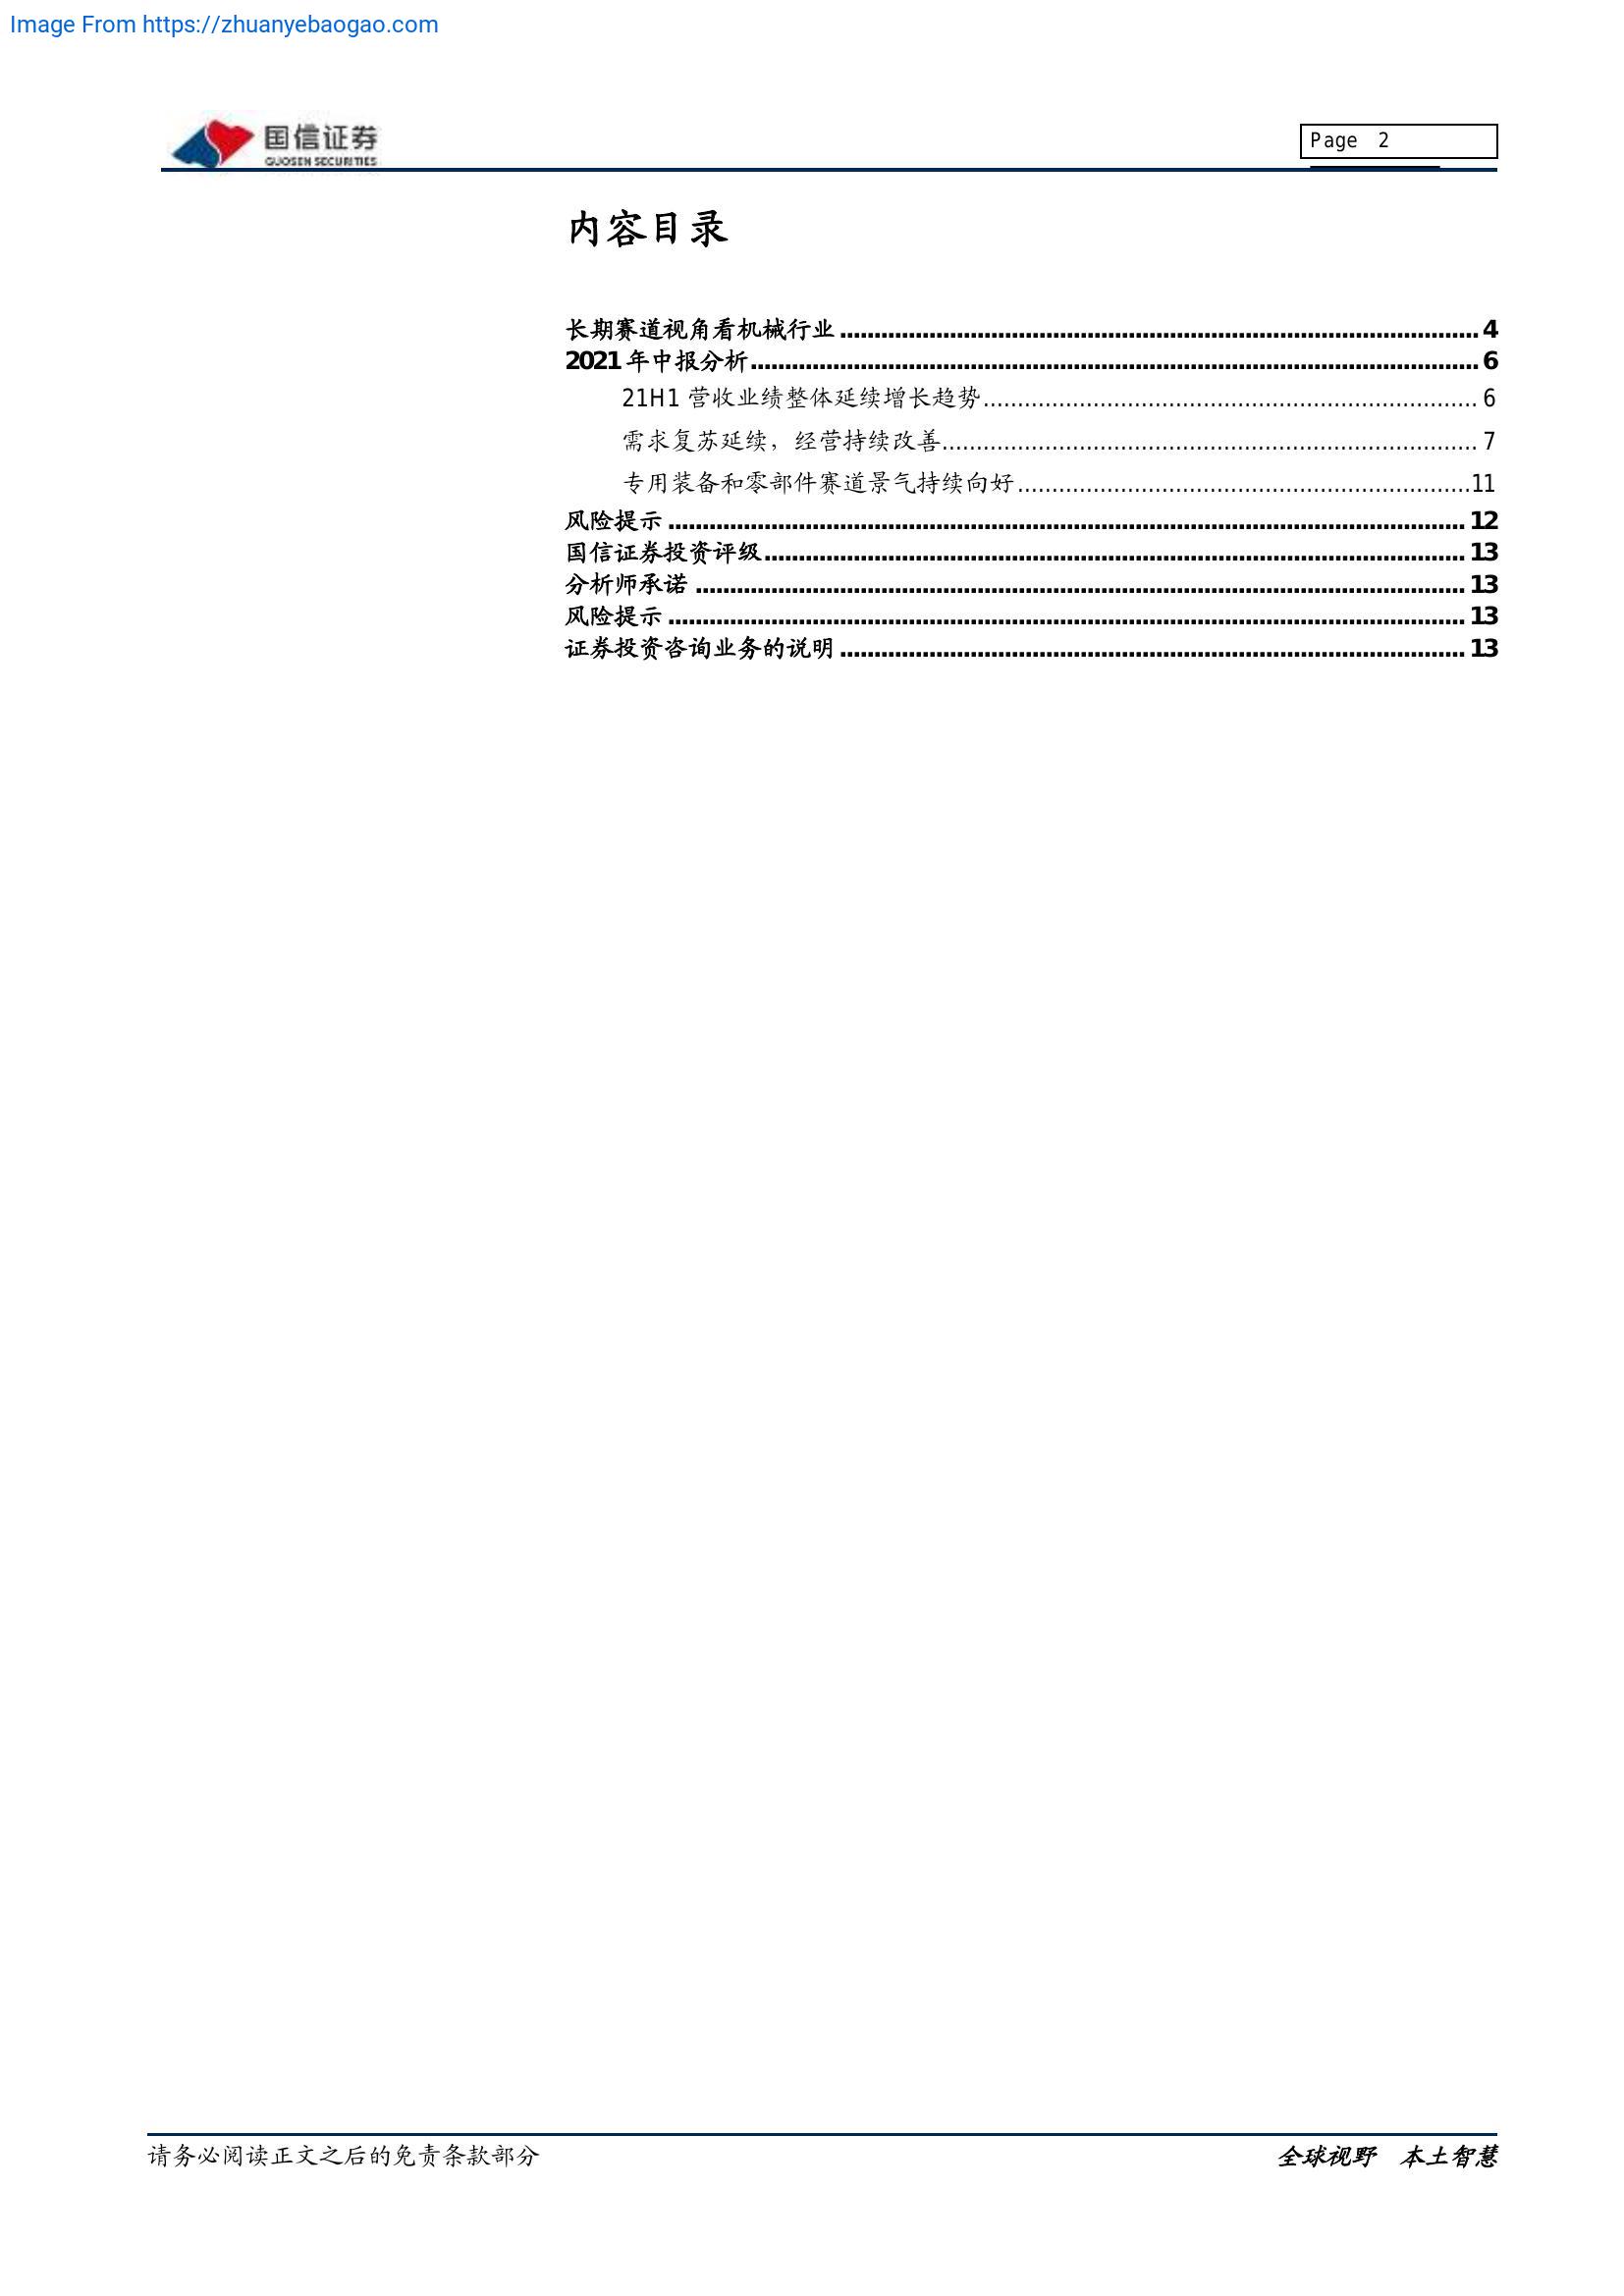 Image From https://zhuanyebaogao.com
国信证券
GUOSEN SECURITIES
Page 2
内容目录
长期赛道视角看机械行业 ........ 4
2021 年中报分析 ........ 6
21H1 营收业绩整体延续增长趋势 ........ 6
需求复苏延续，经营持续改善 ........ 7
专用装备和零部件赛道景气持续向好 ........ 11
风险提示 ........ 12
国信证券投资评级 ........ 13
分析师承诺 ........ 13
风险提示 ........ 13
证券投资咨询业务的说明 ........ 13
请务必阅读正文之后的免责条款部分
全球视野 本土智慧